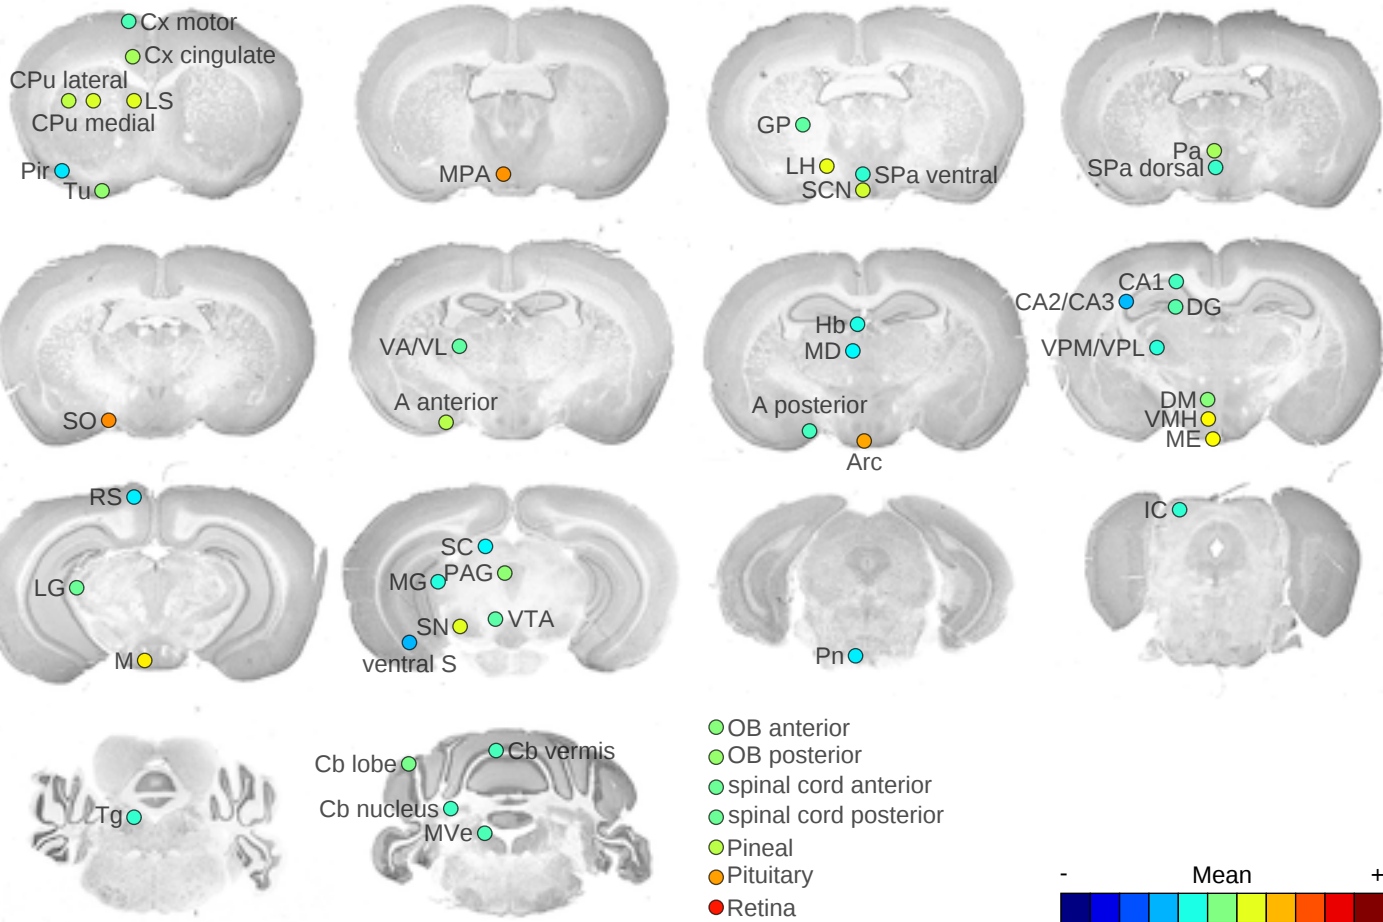 Cx motor
Cx cingulate
CPu lateral
LS
CPu medial
Pir
Tu
MPA
GP
LH
SPa ventral
SCN
Pa
SPa dorsal
SO
VA/VL
A anterior
Hb
MD
A posterior
Arc
CA1
CA2/CA3
DG
VPM/VPL
DM
VMH
ME
RS
LG
M
SC
MG
PAG
SN
VTA
ventral S
Pn
IC
Tg
Cb lobe
Cb vermis
Cb nucleus
MVe
OB anterior
OB posterior
spinal cord anterior
spinal cord posterior
Pineal
Pituitary
Retina
- Mean +